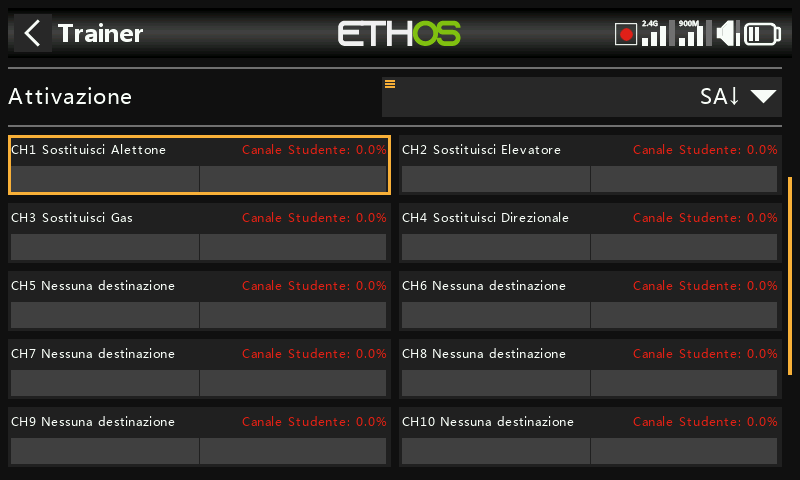 Trainer
ETHOS
2.4G
900M
Attivazione
SA↓
CH1 Sostituisci Alettone
Canale Studente: 0.0%
CH2 Sostituisci Elevatore
Canale Studente: 0.0%
CH3 Sostituisci Gas
Canale Studente: 0.0%
CH4 Sostituisci Direzionale
Canale Studente: 0.0%
CH5 Nessuna destinazione
Canale Studente: 0.0%
CH6 Nessuna destinazione
Canale Studente: 0.0%
CH7 Nessuna destinazione
Canale Studente: 0.0%
CH8 Nessuna destinazione
Canale Studente: 0.0%
CH9 Nessuna destinazione
Canale Studente: 0.0%
CH10 Nessuna destinazione
Canale Studente: 0.0%